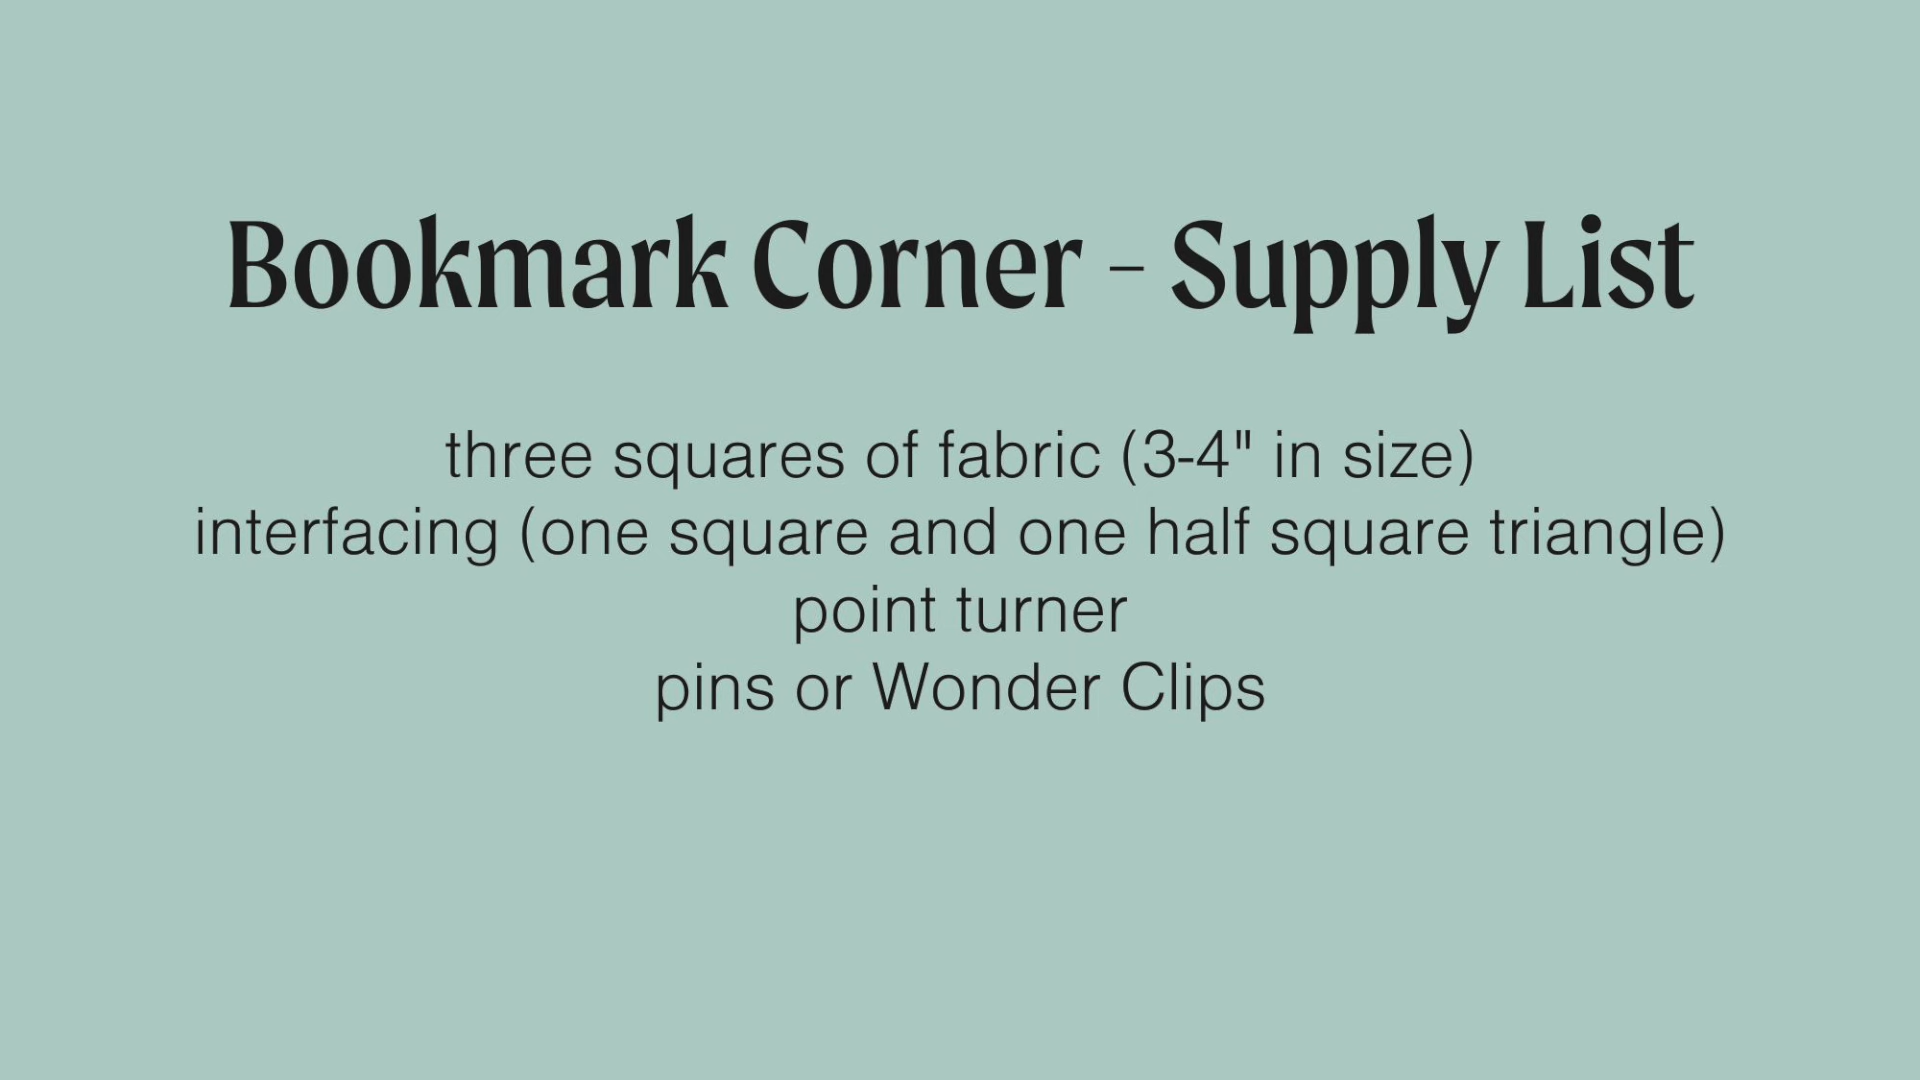 Bookmark Corner - Supply List
three squares of fabric (3-4" in size)
interfacing (one square and one half square triangle)
point turner
pins or Wonder Clips